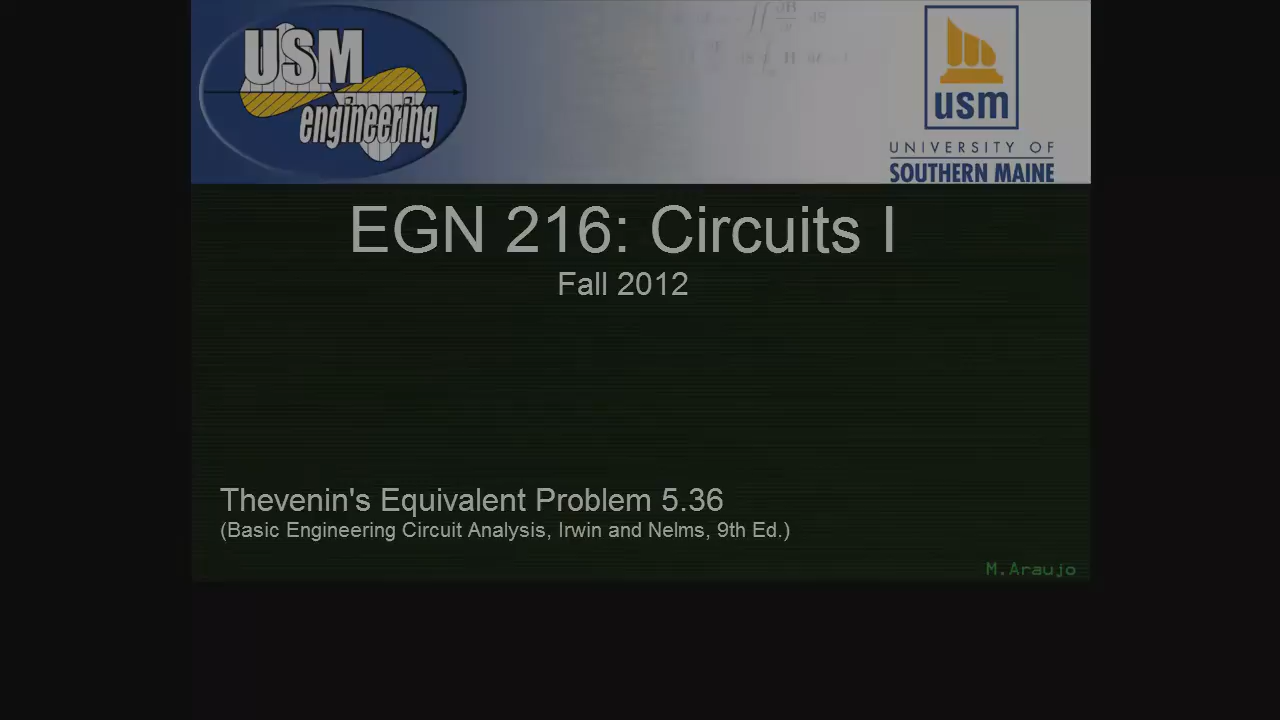 USM
engineering
usm
UNIVERSITY OF
SOUTHERN MAINE
EGN 216: Circuits I
Fall 2012
Thevenin's Equivalent Problem 5.36
(Basic Engineering Circuit Analysis, Irwin and Nelms, 9th Ed.)
M.Araujo